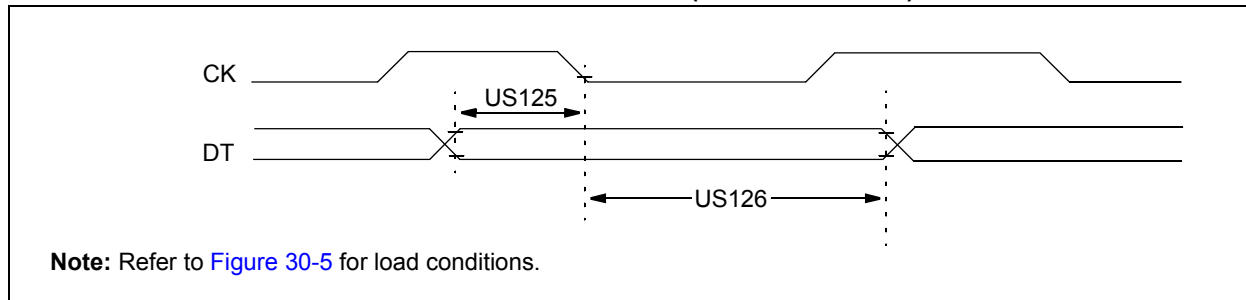 CK
US125
DT
US126
Note: Refer to Figure 30-5 for load conditions.